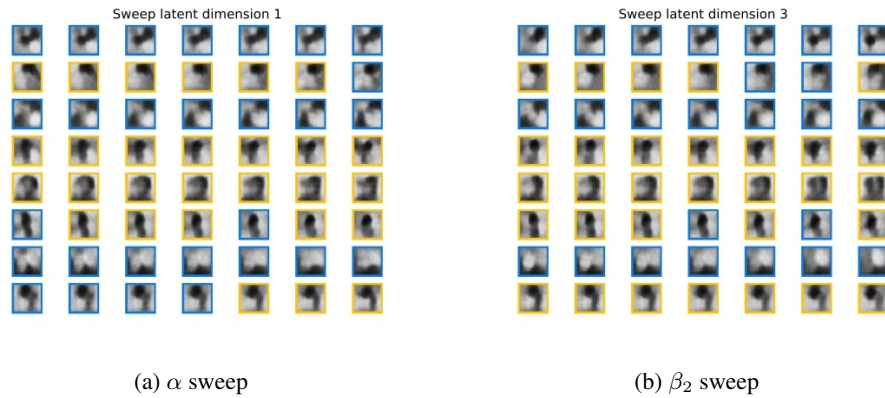 Sweep latent dimension 1
Sweep latent dimension 3
(a) α sweep
(b) β₂ sweep